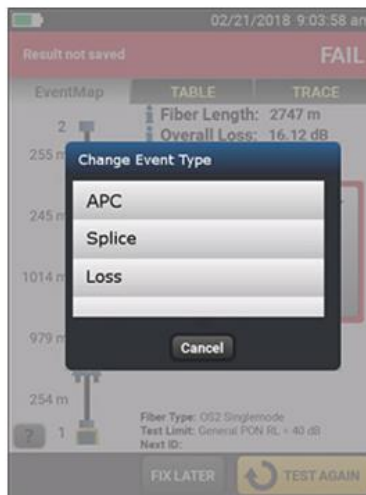 02/21/2018 9:03:58 am
Result not saved
FAIL
EventMap
TABLE
TRACE
2
Fiber Length: 2747 m
Overall Loss: 16.12 dB
255 m
Change Event Type
APC
245 m
Splice
1014 m
Loss
979 m
Cancel
254 m
Fiber Type: OS2 Singlemode
Test Limit: General PON RL = 40 dB
Next ID:
? 1
FIX LATER
TEST AGAIN